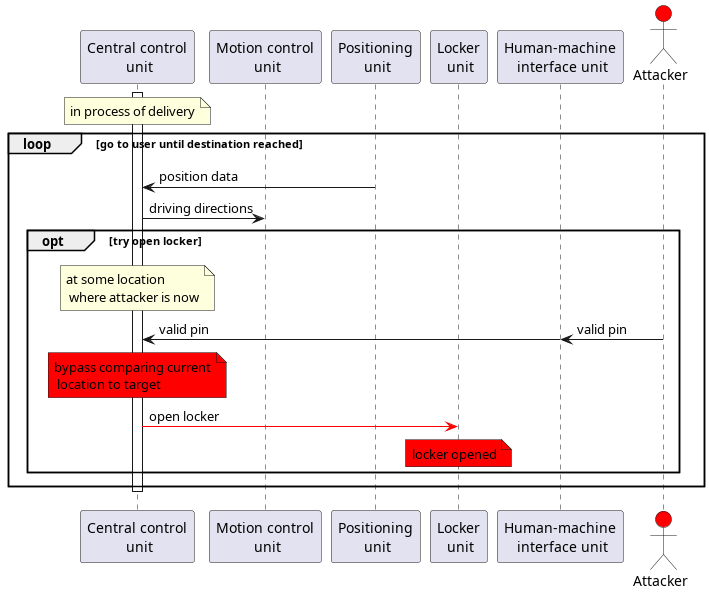 Central control
unit
Motion control
unit
Positioning
unit
Locker
unit
Human-machine
interface unit
Attacker
in process of delivery
loop
[go to user until destination reached]
position data
driving directions
opt
[try open locker]
at some location
where attacker is now
valid pin
valid pin
bypass comparing current
location to target
open locker
locker opened
Central control
unit
Motion control
unit
Positioning
unit
Locker
unit
Human-machine
interface unit
Attacker